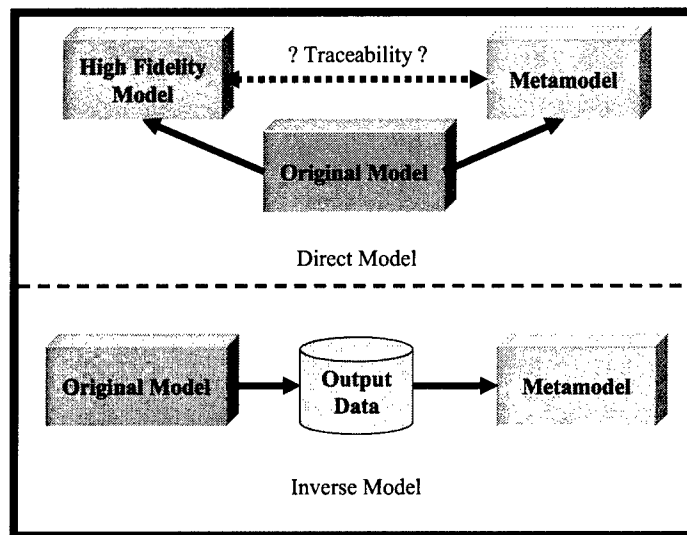 ? Traceability ?
High Fidelity
Model
Metamodel
Original Model
Direct Model
Original Model
Output
Data
Metamodel
Inverse Model